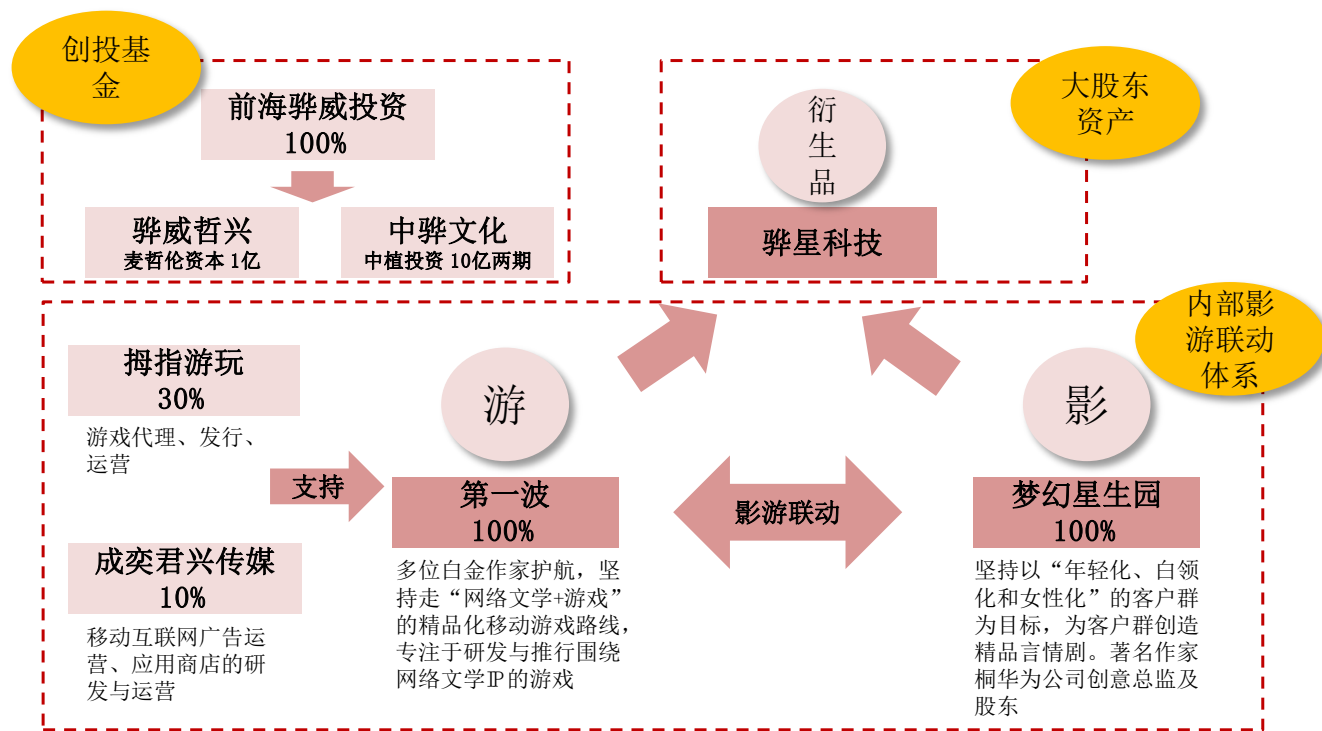 创投基
金
前海骅威投资
100%
骅威哲兴
麦哲伦资本 1亿
中骅文化
中植投资 10亿两期
大股东
资产
衍
生
品
骅星科技
内部影
游联动
体系
拇指游玩
30%
游戏代理、发行、
运营
支持
成奕君兴传媒
10%
移动互联网广告运
营、应用商店的研
发与运营
游
第一波
100%
多位白金作家护航，坚
持走“网络文学+游戏”
的精品化移动游戏路线，
专注于研发与推行围绕
网络文学IP的游戏
影游联动
影
梦幻星生园
100%
坚持以“年轻化、白领
化和女性化”的客户群
为目标，为客户群创造
精品言情剧。著名作家
桐华为公司创意总监及
股东